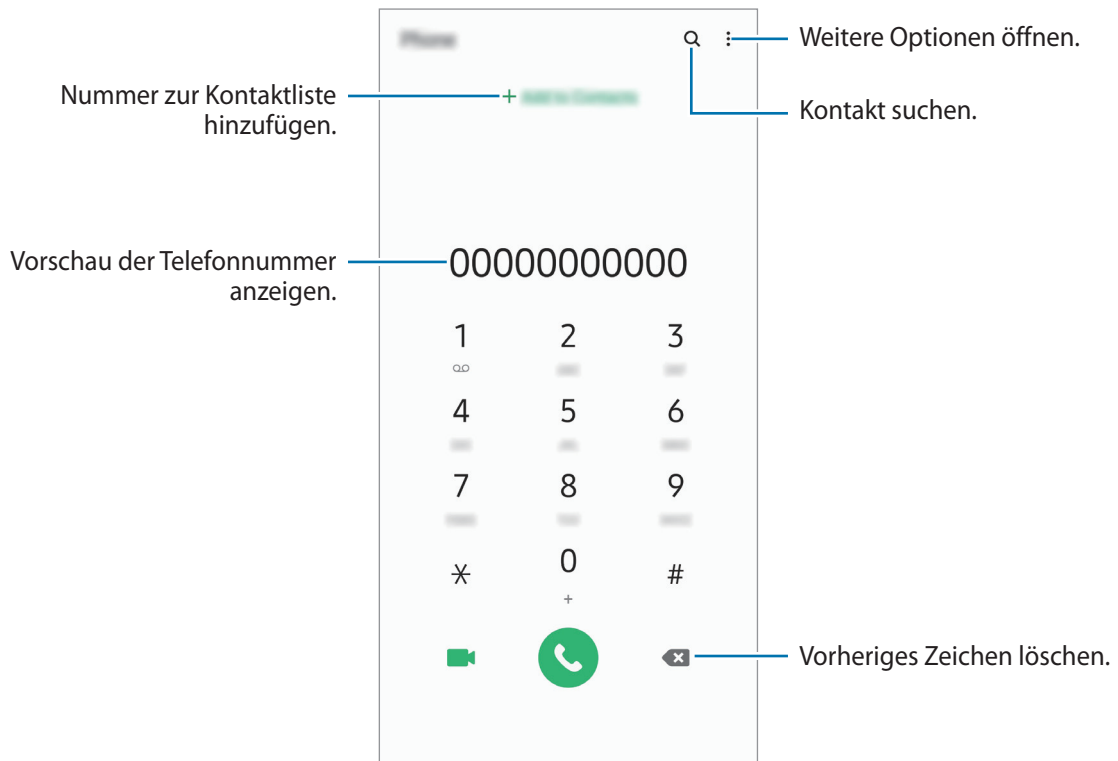 Weitere Optionen öffnen.
Nummer zur Kontaktliste
hinzufügen.
Kontakt suchen.
Vorschau der Telefonnummer
anzeigen.
00000000000
1 2 3
4 5 6
7 8 9
* 0 #
+
Vorheriges Zeichen löschen.